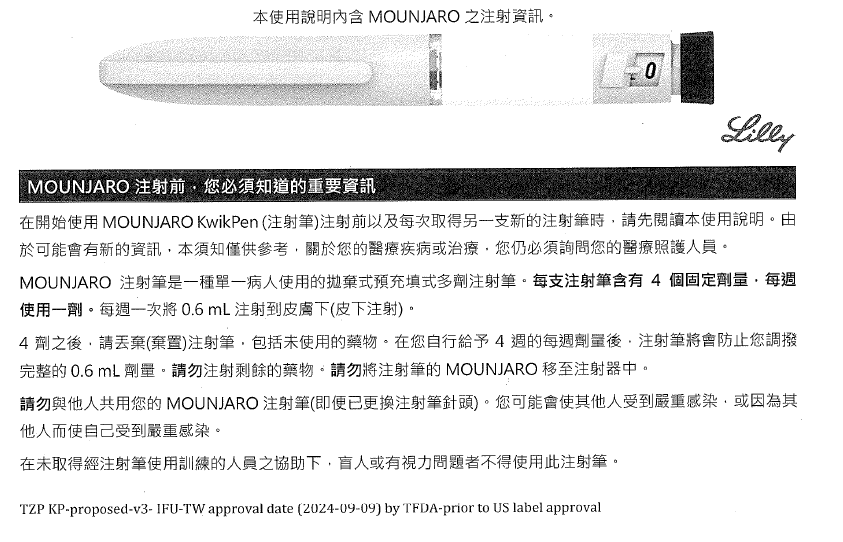 本使用說明內含 MOUNJARO 之注射資訊。
0
Lilly
MOUNJARO 注射前，您必須知道的重要資訊
在開始使用 MOUNJARO KwikPen (注射筆)注射前以及每次取得另一支新的注射筆時，請先閱讀本使用說明。由
於可能會有新的資訊，本須知僅供參考，關於您的醫療疾病或治療，您仍必須詢問您的醫療照護人員。
MOUNJARO 注射筆是一種單一病人使用的拋棄式預充填式多劑注射筆。每支注射筆含有 4 個固定劑量，每週
使用一劑。每週一次將 0.6 mL 注射到皮膚下(皮下注射)。
4 劑之後，請丟棄(棄置)注射筆，包括未使用的藥物。在您自行給予 4 週的每週劑量後，注射筆將會防止您調撥
完整的 0.6 mL 劑量。請勿注射剩餘的藥物。請勿將注射筆的 MOUNJARO 移至注射器中。
請勿與他人共用您的 MOUNJARO 注射筆(即便已更換注射筆針頭)。您可能會使其他人受到嚴重感染，或因為其
他人而使自己受到嚴重感染。
在未取得經注射筆使用訓練的人員之協助下，盲人或有視力問題者不得使用此注射筆。
TZP KP-proposed-v3- IFU-TW approval date (2024-09-09) by TFDA-prior to US label approval